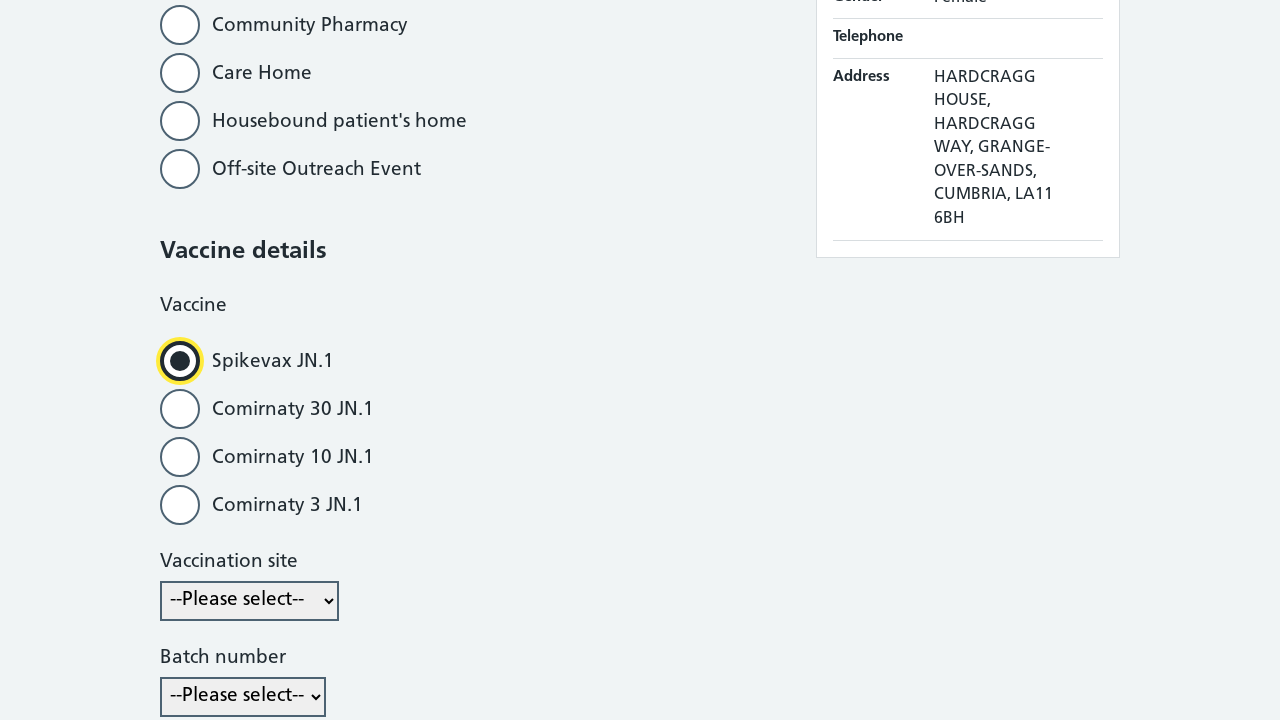 Community Pharmacy
Care Home
Housebound patient's home
Off-site Outreach Event
Vaccine details
Vaccine
Spikevax JN.1
Comirnaty 30 JN.1
Comirnaty 10 JN.1
Comirnaty 3 JN.1
Vaccination site
--Please select--
Batch number
--Please select--
Gender Female
Telephone
Address HARDCRAGG
HOUSE,
HARDCRAGG
WAY, GRANGE-
OVER-SANDS,
CUMBRIA, LA11
6BH